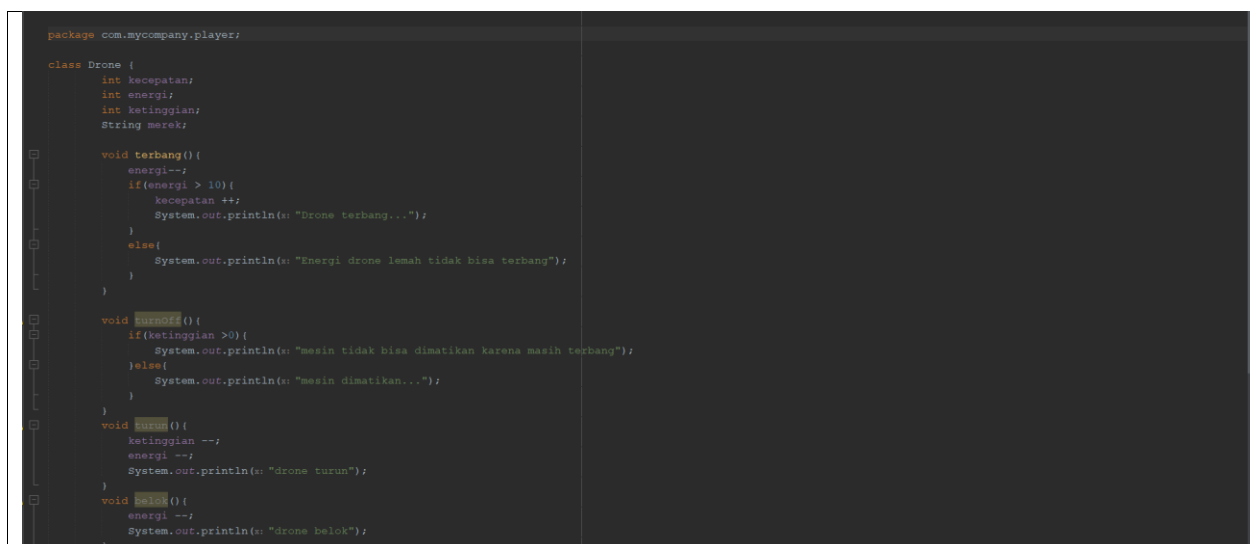 package com.mycompany.player;
class Drone {
int kecepatan;
int energi;
int ketinggian;
String merek;
void terbang(){
energi--;
if(energi > 10){
kecepatan ++;
System.out.println(x: "Drone terbang...");
}
else{
System.out.println(x: "Energi drone lemah tidak bisa terbang");
}
}
void turnOff(){
if(ketinggian >0){
System.out.println(x: "mesin tidak bisa dimatikan karena masih terbang");
}else{
System.out.println(x: "mesin dimatikan...");
}
}
void turun(){
ketinggian --;
energi --;
System.out.println(x: "drone turun");
}
void belok(){
energi --;
System.out.println(x: "drone belok");
}